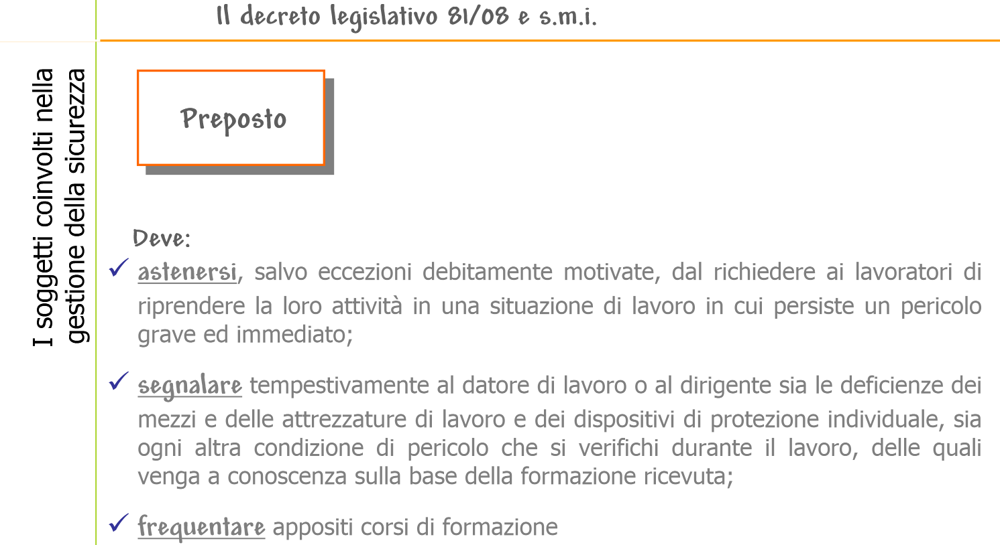 Il decreto legislativo 81/08 e s.m.i.
I soggetti coinvolti nella
gestione della sicurezza
Preposto
Deve:
✓ astenersi, salvo eccezioni debitamente motivate, dal richiedere ai lavoratori di
riprendere la loro attività in una situazione di lavoro in cui persiste un pericolo
grave ed immediato;
✓ segnalare tempestivamente al datore di lavoro o al dirigente sia le deficienze dei
mezzi e delle attrezzature di lavoro e dei dispositivi di protezione individuale, sia
ogni altra condizione di pericolo che si verifichi durante il lavoro, delle quali
venga a conoscenza sulla base della formazione ricevuta;
✓ frequentare appositi corsi di formazione